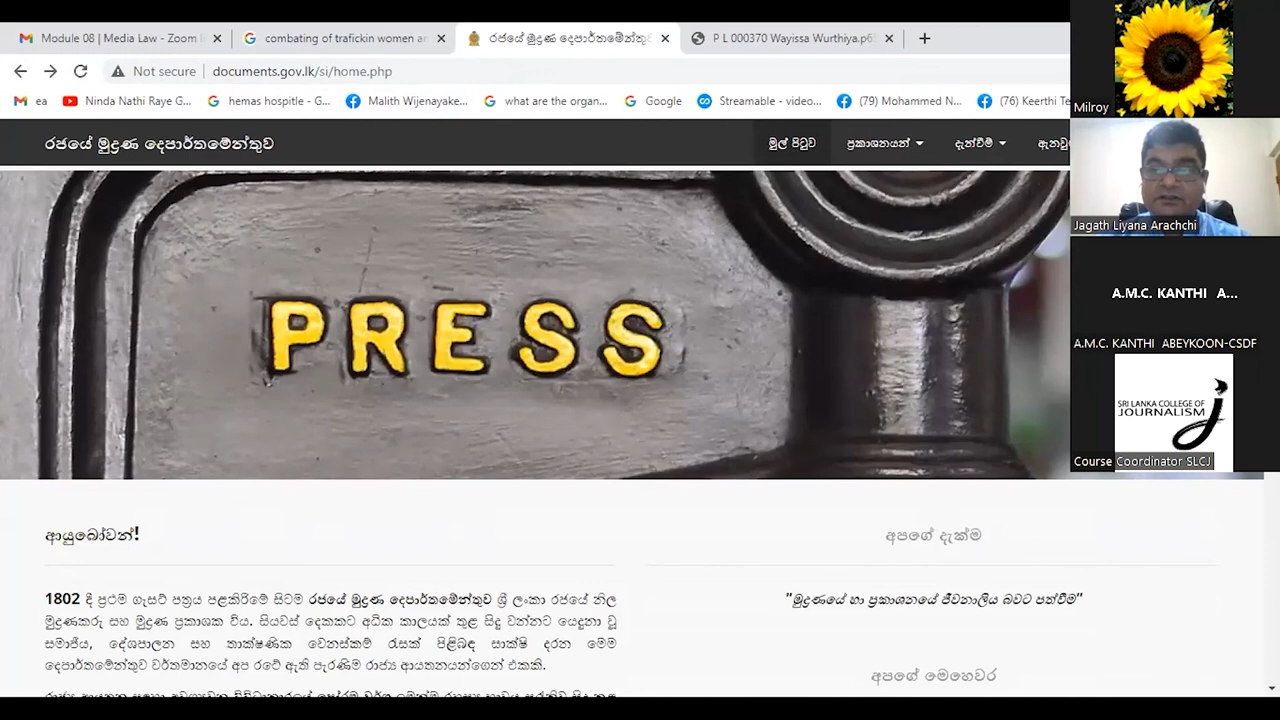 Module 08 | Media Law - Zoom
combating of trafickin women a
රජයේ මුද්‍රණ දෙපාර්තමේන්තුව
P L 000370 Wayissa Wurthiya.p65
Not secure
documents.gov.lk/si/home.php
ea
Ninda Nathi Raye G...
hemas hospitle - G...
Malith Wijenayake...
what are the organ...
Google
Streamable - video...
(79) Mohammed N...
(76) Keerthi Te
රජයේ මුද්‍රණ දෙපාර්තමේන්තුව
මුල් පිටුව
ප්‍රකාශනයන්
දැන්වීම්
PRESS
Milroy
Jagath Liyana Arachchi
A.M.C. KANTHI A...
A.M.C. KANTHI ABEYKOON-CSDF
SRI LANKA COLLEGE OF
JOURNALISM
Course Coordinator SLCJ
ආයුබෝවන්!
1802 දී ප්‍රථම ගැසට් පත්‍රය පළකිරීමේ සිටම රජයේ මුද්‍රණ දෙපාර්තමේන්තුව ශ්‍රී ලංකා රජයේ නිල
මුද්‍රණකරු සහ මුද්‍රණ ප්‍රකාශක විය. සියවස් දෙකකට අධික කාලයක් තුළ සිදු වන්නට යෙදුනා වූ
සමාජීය, දේශපාලන සහ තාක්ෂණික වෙනස්කම් රැසක් පිළිබඳ සාක්ෂි දරන මෙම
දෙපාර්තමේන්තුව වර්තමානයේ අප රටේ ඇති පැරණිම රාජ්‍ය ආයතනයන්ගෙන් එකකි.
අපගේ දැක්ම
"මුද්‍රණයේ හා ප්‍රකාශනයේ ජීවනාලිය බවට පත්වීම"
අපගේ මෙහෙවර